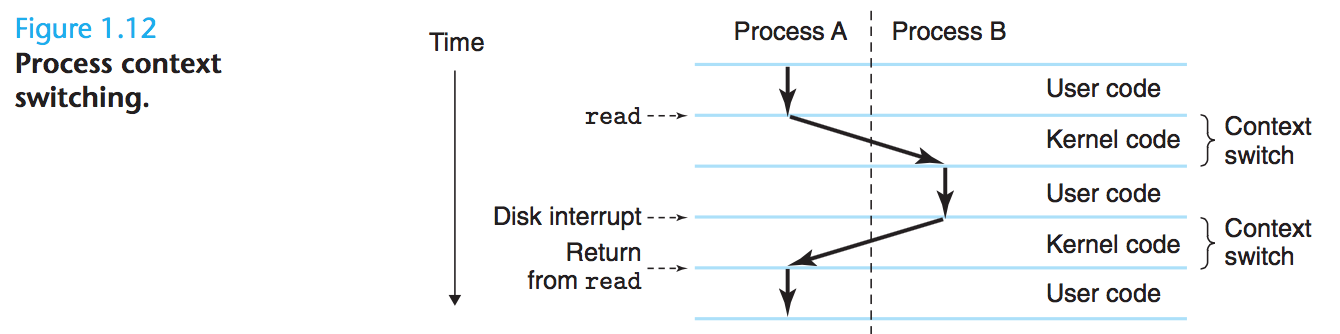 Figure 1.12
Process context
switching.
Time
Process A
Process B
User code
read
Kernel code
Context
switch
User code
Disk interrupt
Kernel code
Context
switch
Return
from read
User code